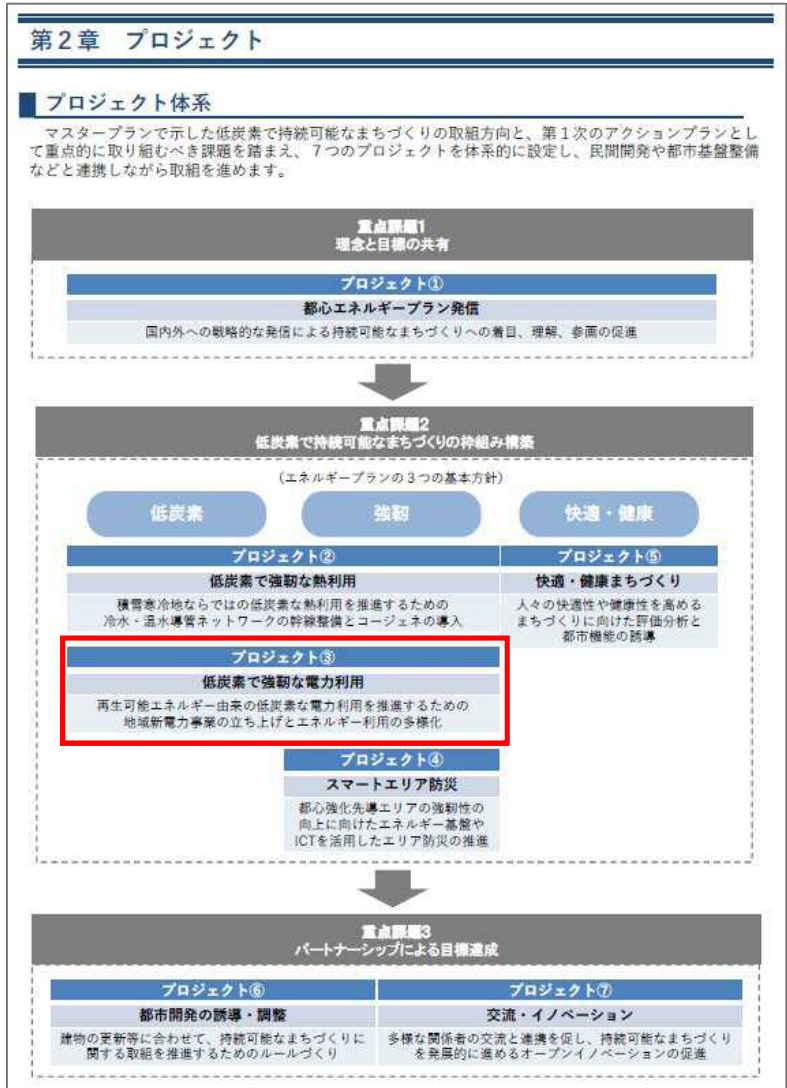 第2章 プロジェクト
プロジェクト体系
マスタープランで示した低炭素で持続可能なまちづくりの取組方向と、第1次のアクションプランとし
て重点的に取り組むべき課題を踏まえ、7つのプロジェクトを体系的に設定し、民間開発や都市基盤整備
などと連携しながら取組を進めます。
重点課題1
理念と目標の共有
プロジェクト①
都心エネルギープラン発信
国内外への戦略的な発信による持続可能なまちづくりへの着目、理解、参画の促進
重点課題2
低炭素で持続可能なまちづくりの枠組み構築
(エネルギープランの3つの基本方針)
低炭素 強靭 快適・健康
プロジェクト②
低炭素で強靭な熱利用
積雪寒冷地ならではの低炭素な熱利用を推進するための
冷水・温水導管ネットワークの幹線整備とコージェネの導入
プロジェクト⑤
快適・健康まちづくり
人々の快適性や健康性を高める
まちづくりに向けた評価分析と
都市機能の誘導
プロジェクト③
低炭素で強靭な電力利用
再生可能エネルギー由来の低炭素な電力利用を推進するための
地域新電力事業の立ち上げとエネルギー利用の多様化
プロジェクト④
スマートエリア防災
都心強化先導エリアの強靭性の
向上に向けたエネルギー基盤や
ICTを活用したエリア防災の推進
重点課題3
パートナーシップによる目標達成
プロジェクト⑥
都市開発の誘導・調整
建物の更新等に合わせて、持続可能なまちづくりに
関する取組を推進するためのルールづくり
プロジェクト⑦
交流・イノベーション
多様な関係者の交流と連携を促し、持続可能なまちづくり
を発展的に進めるオープンイノベーションの促進